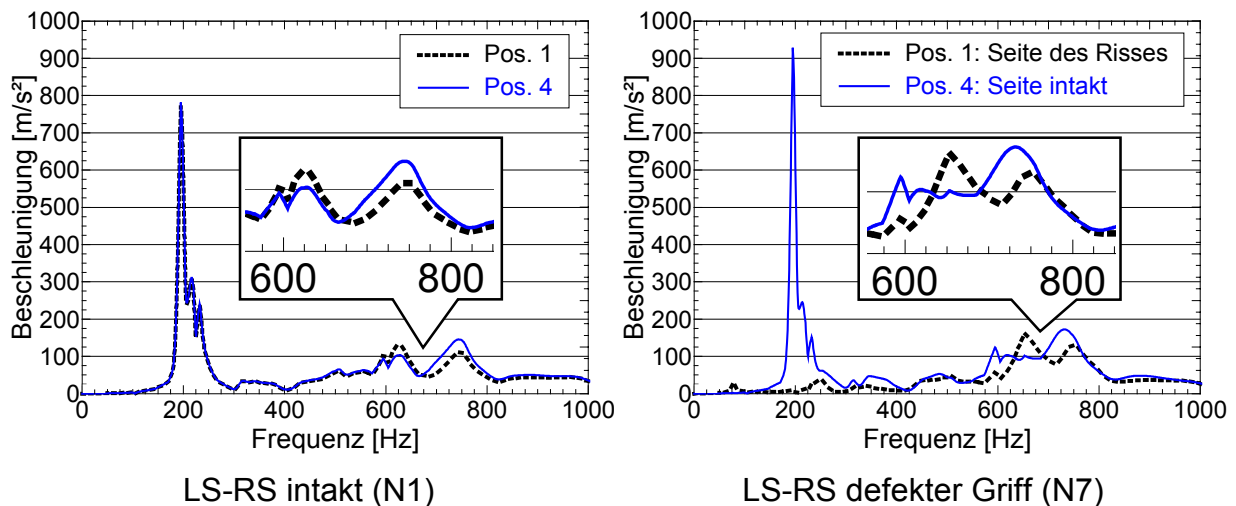 1000
900
800
700
600
500
400
300
200
100
0
Beschleunigung [m/s²]
Pos. 1
Pos. 4
600 800
0 200 400 600 800 1000
Frequenz [Hz]
LS-RS intakt (N1)
1000
900
800
700
600
500
400
300
200
100
0
Beschleunigung [m/s²]
Pos. 1: Seite des Risses
Pos. 4: Seite intakt
600 800
0 200 400 600 800 1000
Frequenz [Hz]
LS-RS defekter Griff (N7)